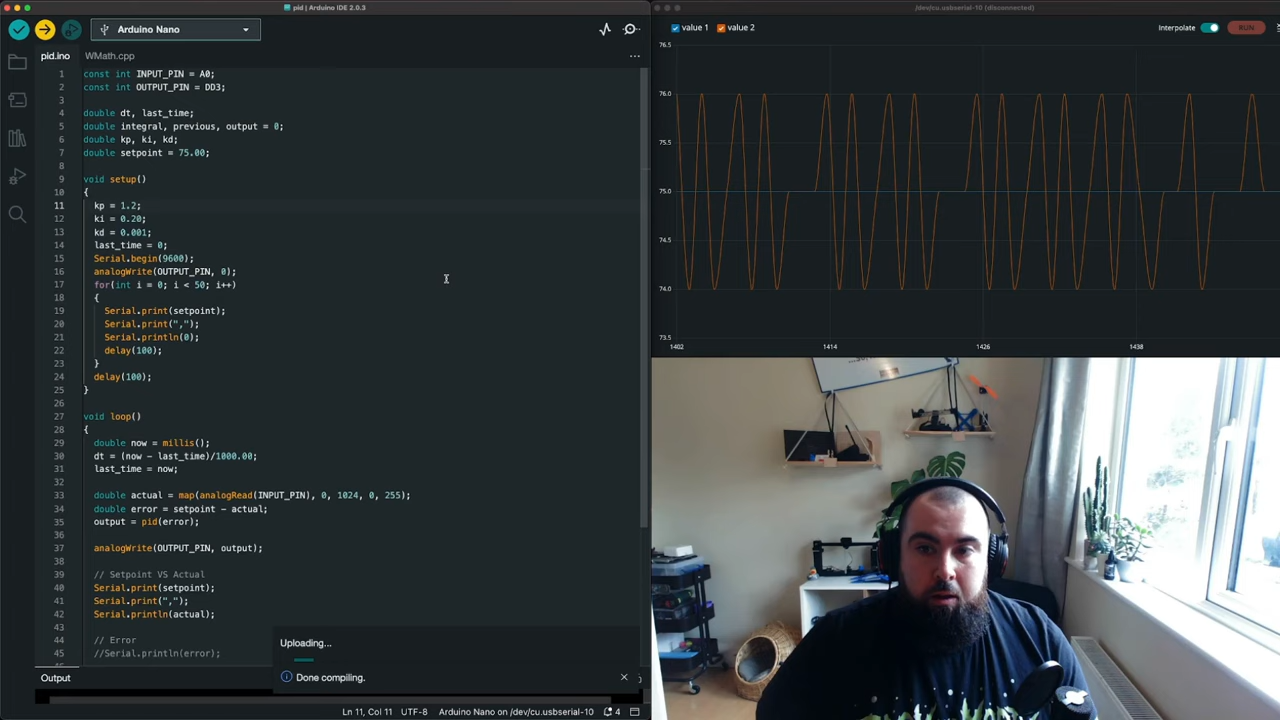 pid | Arduino IDE 2.0.3
Arduino Nano
pid.ino
WMath.cpp
1 const int INPUT_PIN = A0;
2 const int OUTPUT_PIN = DD3;
3
4 double dt, last_time;
5 double integral, previous, output = 0;
6 double kp, ki, kd;
7 double setpoint = 75.00;
8
9 void setup()
10 {
11 kp = 1.2;
12 ki = 0.20;
13 kd = 0.001;
14 last_time = 0;
15 Serial.begin(9600);
16 analogWrite(OUTPUT_PIN, 0);
17 for(int i = 0; i < 50; i++)
18 {
19 Serial.print(setpoint);
20 Serial.print(",");
21 Serial.println(0);
22 delay(100);
23 }
24 delay(100);
25 }
26
27 void loop()
28 {
29 double now = millis();
30 dt = (now - last_time)/1000.00;
31 last_time = now;
32
33 double actual = map(analogRead(INPUT_PIN), 0, 1024, 0, 255);
34 double error = setpoint - actual;
35 output = pid(error);
36
37 analogWrite(OUTPUT_PIN, output);
38
39 // Setpoint VS Actual
40 Serial.print(setpoint);
41 Serial.print(",");
42 Serial.println(actual);
43
44 // Error
45 //Serial.println(error);
Uploading...
Done compiling.
Output
Ln 11, Col 11 UTF-8 Arduino Nano on /dev/cu.usbserial-10 4
/dev/cu.usbserial-10 (disconnected)
value 1 value 2 Interpolate RUN
76.5
76.0
75.5
75.0
74.5
74.0
73.5
1402 1414 1426 1438